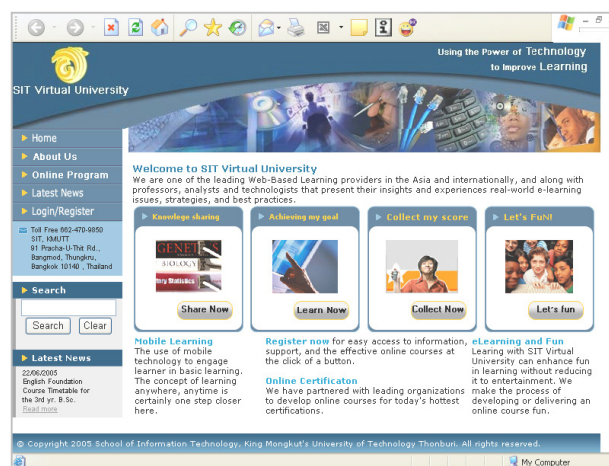 Using the Power of Technology
to Improve Learning
SIT Virtual University
Home
About Us
Online Program
Latest News
Login/Register
Toll Free 662-470-9850
SIT, KMUTT
91 Pracha-U-Thit Rd.,
Bangmod, Thungkru,
Bangkok 10140 , Thailand
Search
Search Clear
Latest News
22/06/2005
English Foundation
Course Timetable for
the 3rd yr. B.Sc.
Read more
Welcome to SIT Virtual University
We are one of the leading Web-Based Learning providers in the Asia and internationally, and along with
professors, analysts and technologists that present their insights and experiences real-world e-learning
issues, strategies, and best practices.
Knowlege sharing
GENETICS
BIOLOGY
Statistics
Share Now
Achieving my goal
Learn Now
Collect my score
Collect Now
Let's FuN!
Let's fun
Mobile Learning
The use of mobile
technology to engage
learner in basic learning.
The concept of learning
anywhere, anytime is
certainly one step closer
here.
Register now for easy access to information,
support, and the effective online courses at
the click of a button.
Online Certificaton
We have partnered with leading organizations
to develop online courses for today's hottest
certifications.
eLearning and Fun
Learing with SIT Virtual
University can enhance fun
in learning without reducing
it to entertainment. We
make the process of
developing or delivering an
online course fun.
© Copyright 2005 School of Information Technology, King Mongkut's University of Technology Thonburi. All rights reserved.
My Computer